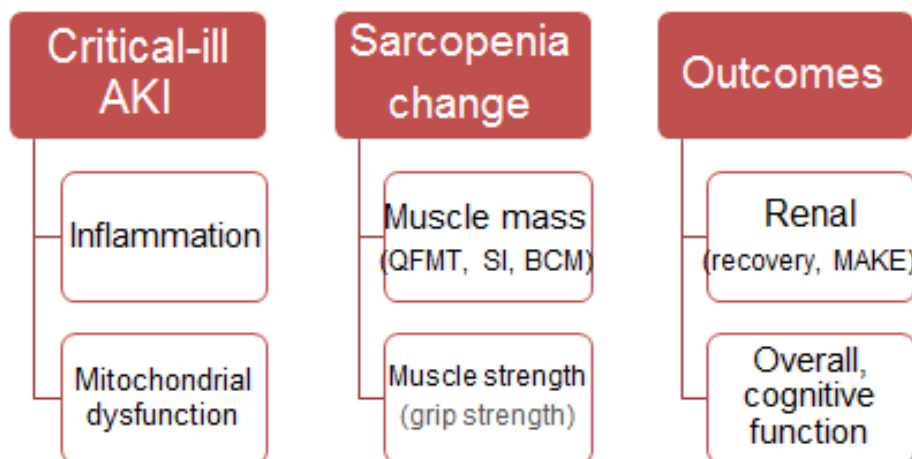 Critical-ill
AKI
Inflammation
Mitochondrial
dysfunction
Sarcopenia
change
Muscle mass
(QFMT, SI, BCM)
Muscle strength
(grip strength)
Outcomes
Renal
(recovery, MAKE)
Overall,
cognitive
function